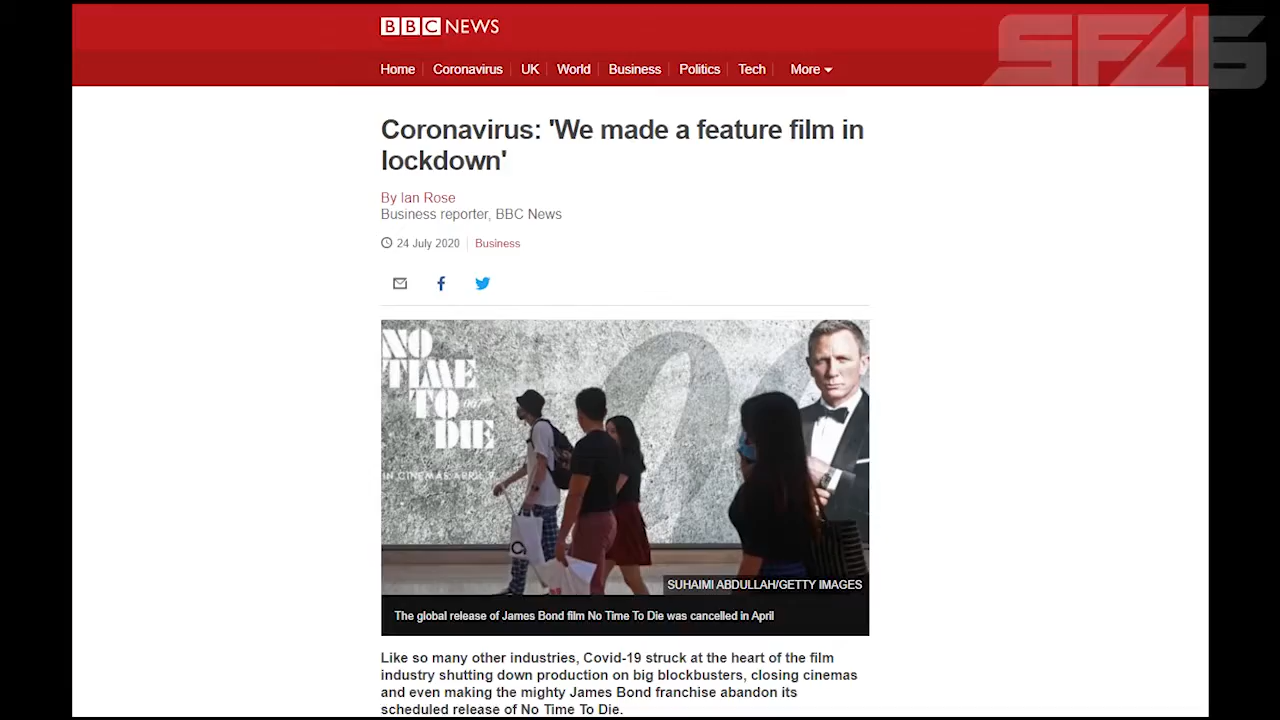 BBC NEWS
SF26
Home
Coronavirus
UK
World
Business
Politics
Tech
More
Coronavirus: 'We made a feature film in
lockdown'
By Ian Rose
Business reporter, BBC News
24 July 2020
Business
NO
TIME
TO
DIE
007
IN CINEMAS APRIL
SUHAIMI ABDULLAH/GETTY IMAGES
The global release of James Bond film No Time To Die was cancelled in April
Like so many other industries, Covid-19 struck at the heart of the film
industry shutting down production on big blockbusters, closing cinemas
and even making the mighty James Bond franchise abandon its
scheduled release of No Time To Die.